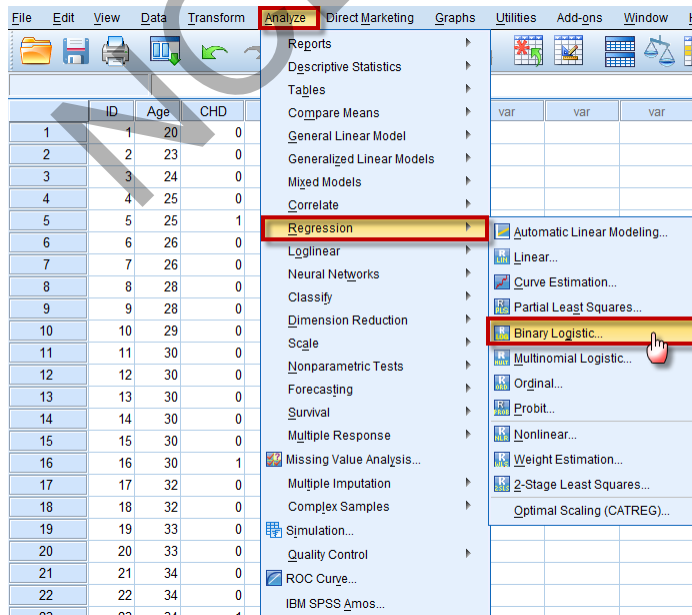 File Edit View Data Transform Analyze Direct Marketing Graphs Utilities Add-ons Window
ID Age CHD var var var
1 1 20 0
2 2 23 0
3 3 24 0
4 4 25 0
5 5 25 1
6 6 26 0
7 7 26 0
8 8 28 0
9 9 28 0
10 10 29 0
11 11 30 0
12 12 30 0
13 13 30 0
14 14 30 0
15 15 30 0
16 16 30 1
17 17 32 0
18 18 32 0
19 19 33 0
20 20 33 0
21 21 34 0
22 22 34 0
23 23 34 1
Reports
Descriptive Statistics
Tables
Compare Means
General Linear Model
Generalized Linear Models
Mixed Models
Correlate
Regression
Loglinear
Neural Networks
Classify
Dimension Reduction
Scale
Nonparametric Tests
Forecasting
Survival
Multiple Response
Missing Value Analysis...
Multiple Imputation
Complex Samples
Simulation...
Quality Control
ROC Curve...
IBM SPSS Amos...
Automatic Linear Modeling...
Linear...
Curve Estimation...
Partial Least Squares...
Binary Logistic...
Multinomial Logistic...
Ordinal...
Probit...
Nonlinear...
Weight Estimation...
2-Stage Least Squares...
Optimal Scaling (CATREG)...